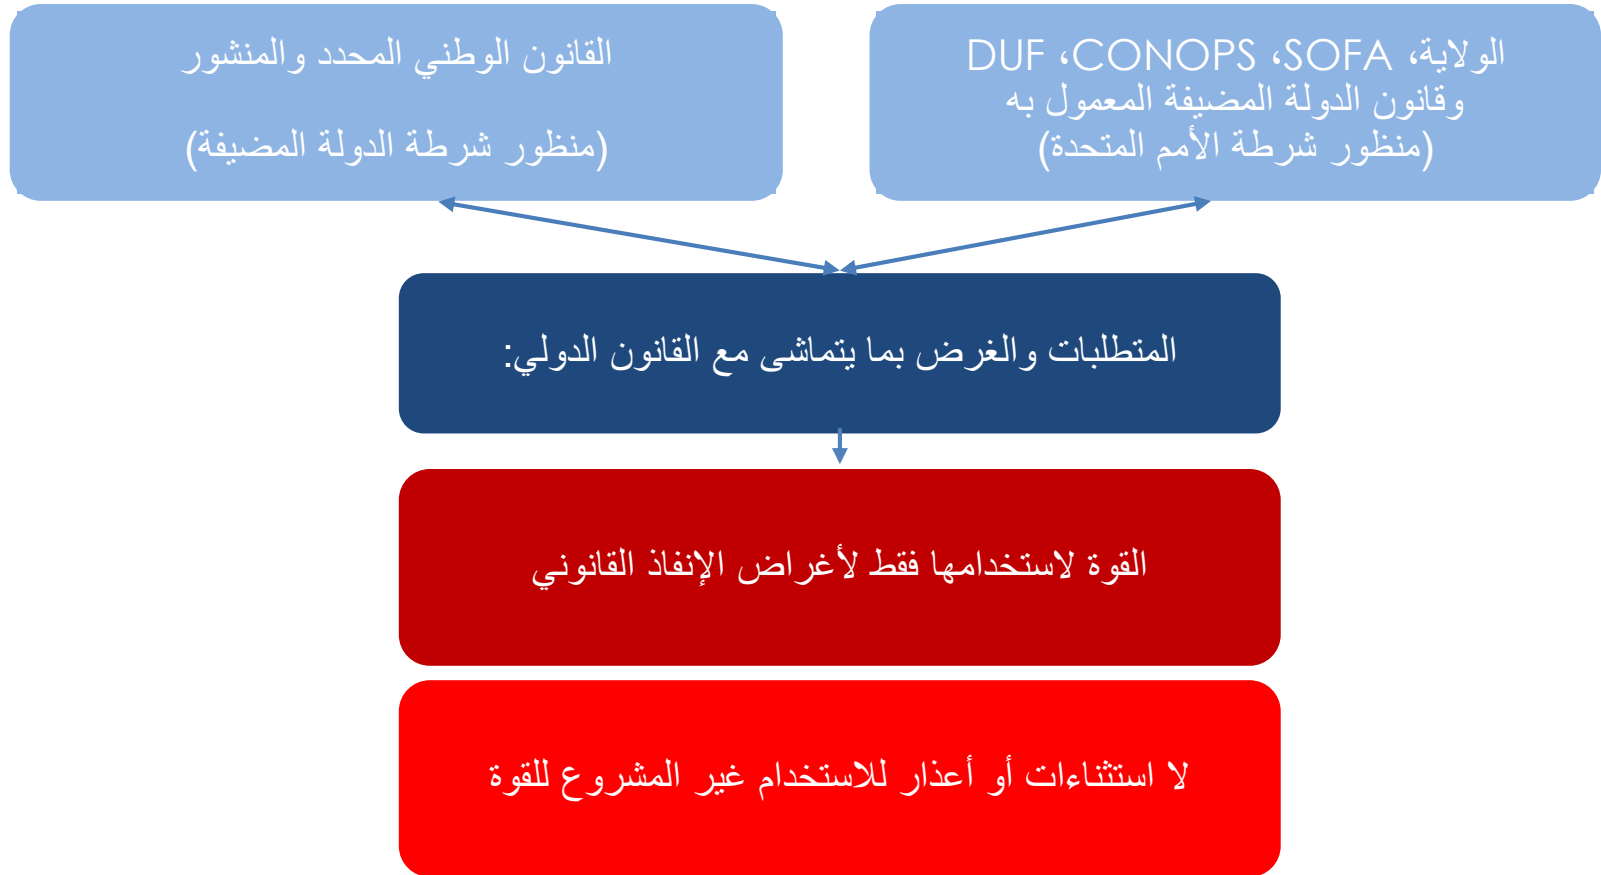 الولاية، SOFA، CONOPS، DUF
وقانون الدولة المضيفة المعمول به
(منظور شرطة الأمم المتحدة)
القانون الوطني المحدد والمنشور
(منظور شرطة الدولة المضيفة)
المتطلبات والغرض بما يتماشى مع القانون الدولي:
القوة لاستخدامها فقط لأغراض الإنفاذ القانوني
لا استثناءات أو أعذار للاستخدام غير المشروع للقوة